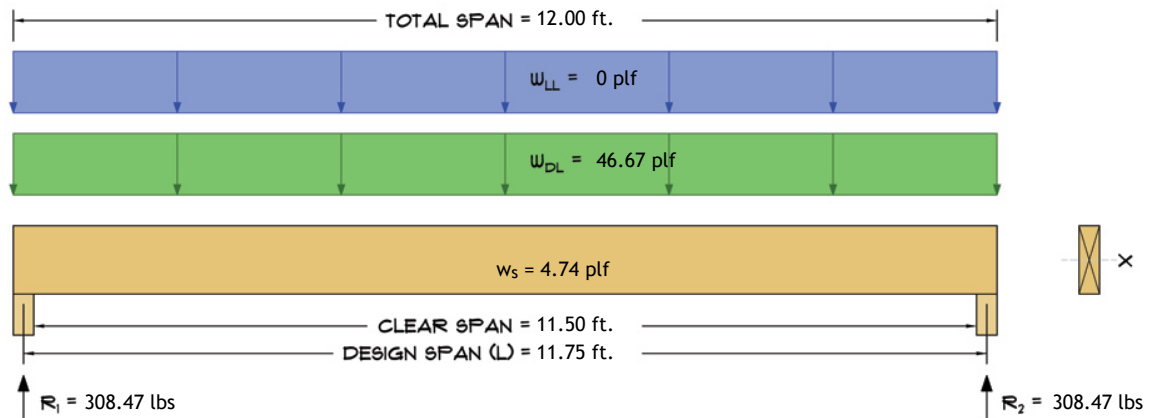 TOTAL SPAN = 12.00 ft.
wLL = 0 plf
wDL = 46.67 plf
ws = 4.74 plf
X
CLEAR SPAN = 11.50 ft.
DESIGN SPAN (L) = 11.75 ft.
R1 = 308.47 lbs
R2 = 308.47 lbs